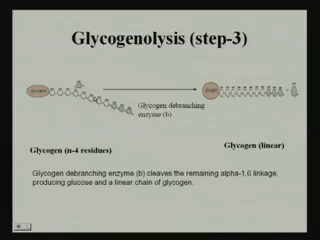 Glycogenolysis (step-3)
Glycogen debranching
enzyme (b)
Glycogen (n-4 residues)
Glycogen (linear)
Glycogen debranching enzyme (b) cleaves the remaining alpha-1,6 linkage,
producing glucose and a linear chain of glycogen.